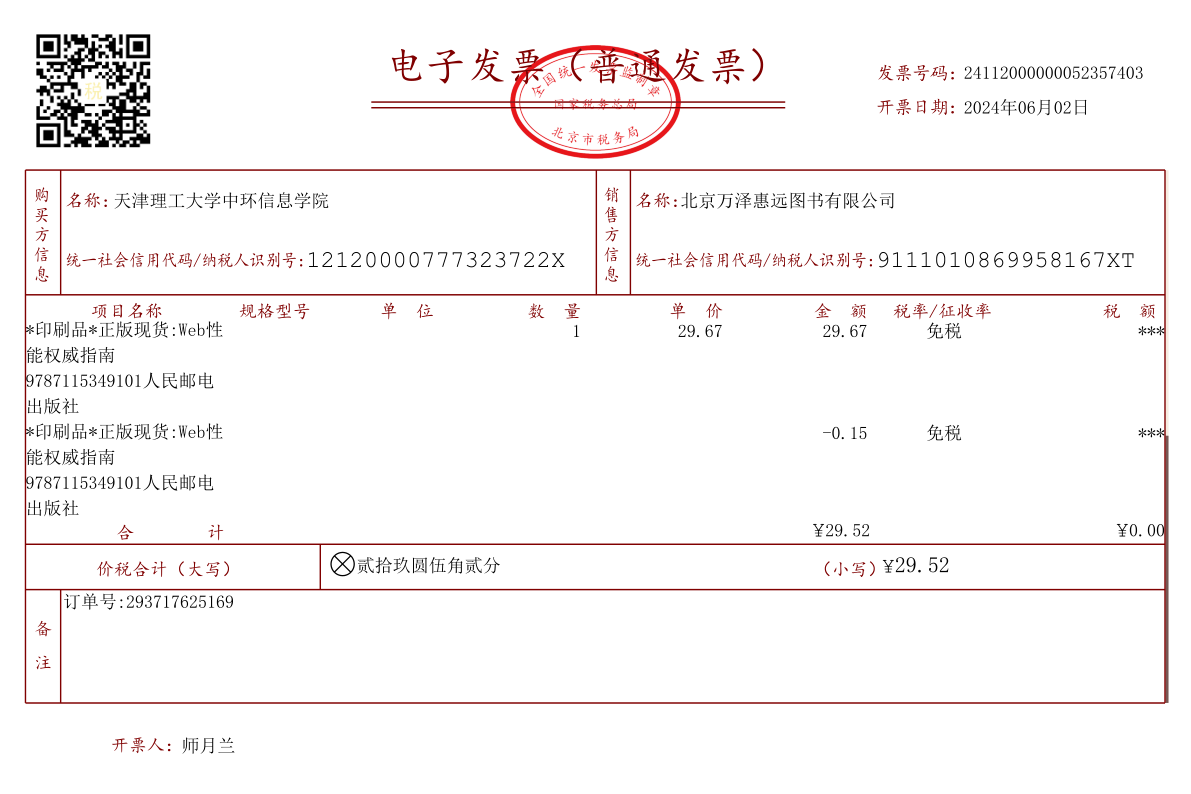 电子发票（普通发票）
全国统一发票监制章
国家税务总局
北京市税务局
发票号码：24112000000052357403
开票日期：2024年06月02日
购买方信息
名称：天津理工大学中环信息学院
统一社会信用代码/纳税人识别号：12120000777323722X
销售方信息
名称：北京万泽惠远图书有限公司
统一社会信用代码/纳税人识别号：9111010869958167XT
项目名称 规格型号 单 位 数 量 单 价 金 额 税率/征收率 税 额
*印刷品*正版现货:Web性 1 29.67 29.67 免税 ***
能权威指南
9787115349101人民邮电
出版社
*印刷品*正版现货:Web性 -0.15 免税 ***
能权威指南
9787115349101人民邮电
出版社
合 计 ¥29.52 ¥0.00
价税合计（大写） 贰拾玖圆伍角贰分 （小写）¥29.52
备注
订单号:293717625169
开票人：师月兰
税